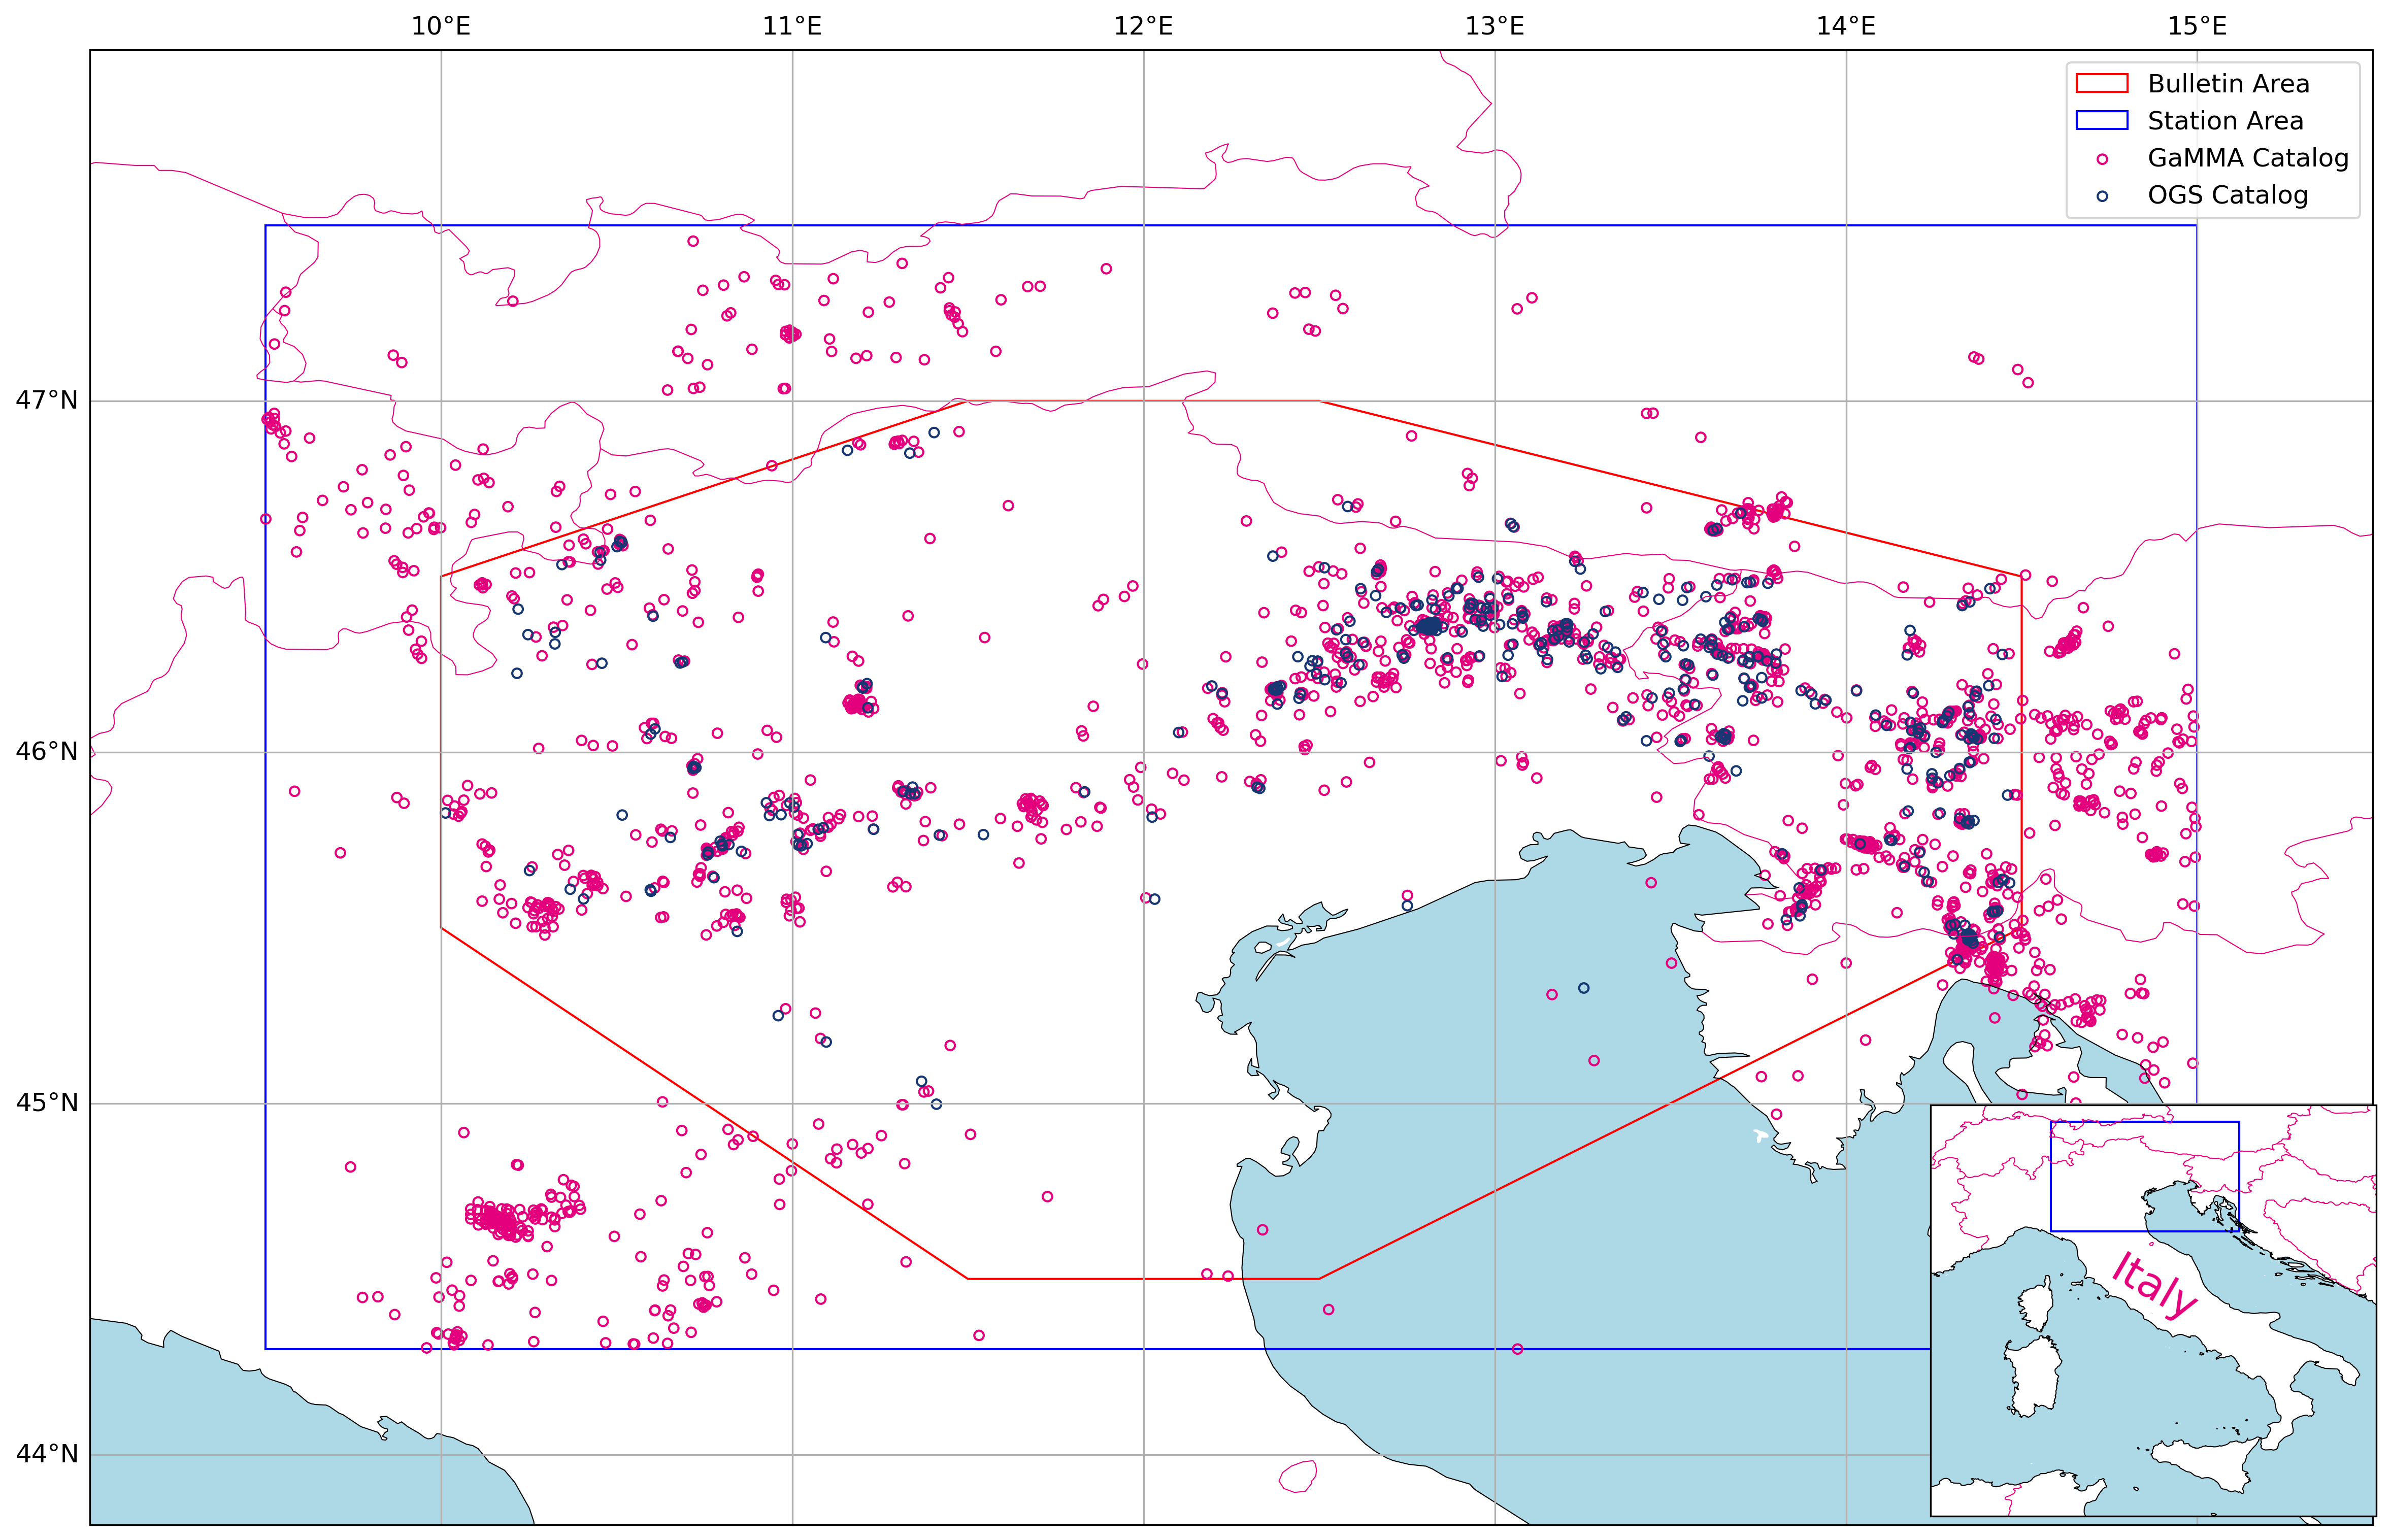 10°E 11°E 12°E 13°E 14°E 15°E
Bulletin Area
Station Area
GaMMA Catalog
OGS Catalog
47°N
46°N
45°N
44°N
Italy